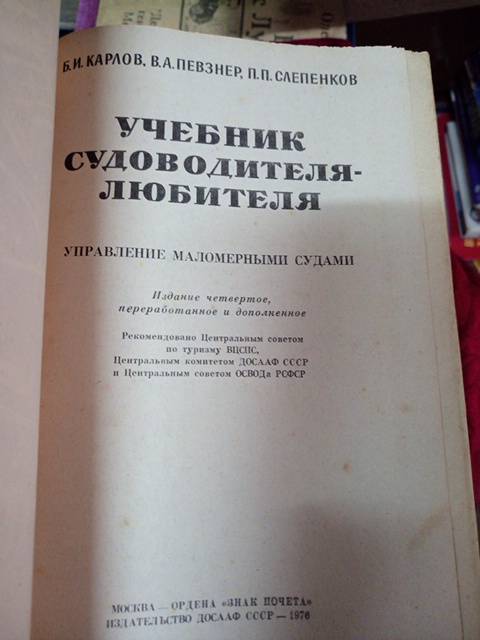 Б.И. КАРЛОВ, В.А. ПЕВЗНЕР, П.П. СЛЕПЕНКОВ
УЧЕБНИК
СУДОВОДИТЕЛЯ-
ЛЮБИТЕЛЯ
УПРАВЛЕНИЕ МАЛОМЕРНЫМИ СУДАМИ
Издание четвертое,
переработанное и дополненное
Рекомендовано Центральным советом
по туризму ВЦСПС,
Центральным комитетом ДОСААФ СССР
и Центральным советом ОСВОДа РСФСР
МОСКВА — ОРДЕНА «ЗНАК ПОЧЕТА»
ИЗДАТЕЛЬСТВО ДОСААФ СССР — 1976